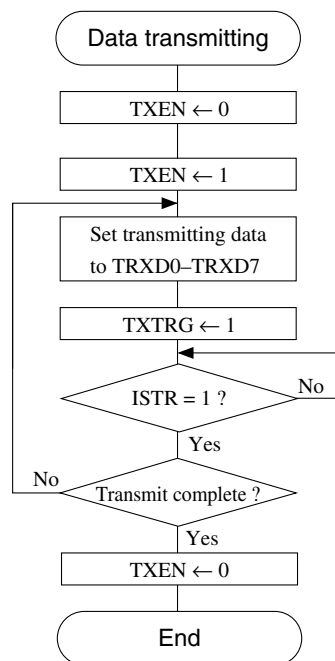 Data transmitting
TXEN ← 0
TXEN ← 1
Set transmitting data
to TRXD0–TRXD7
TXTRG ← 1
ISTR = 1 ?
No
Yes
No
Transmit complete ?
Yes
TXEN ← 0
End